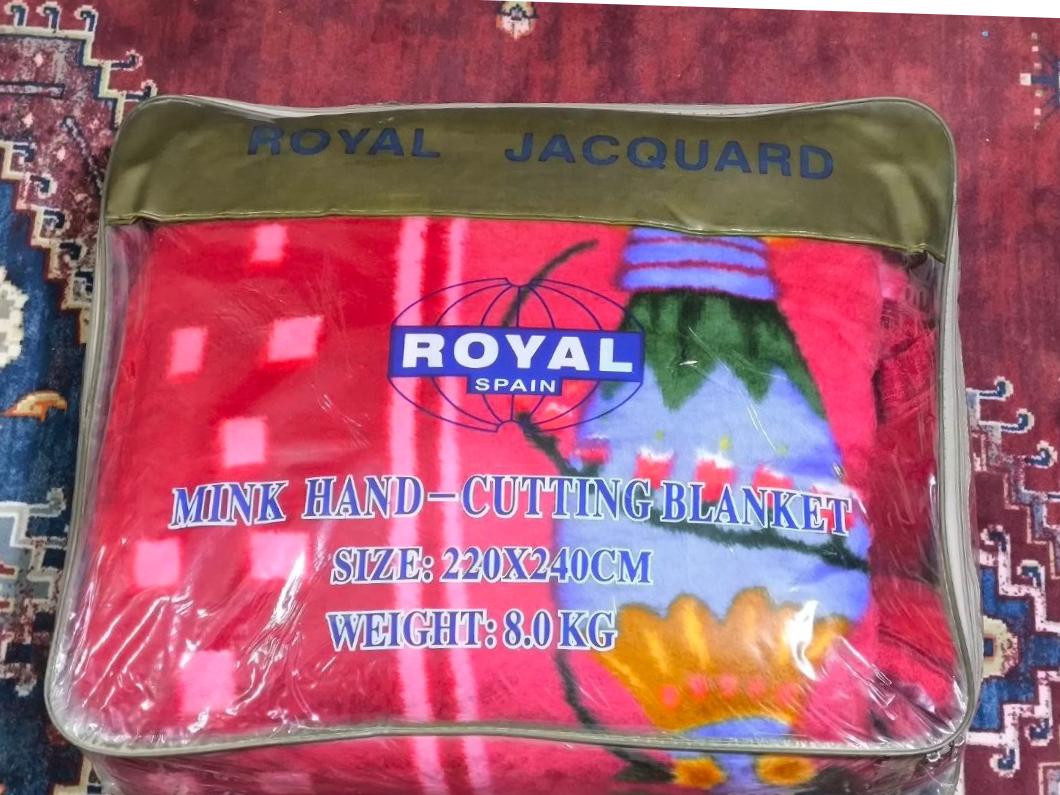 ROYAL JACQUARD
ROYAL
SPAIN
MINK HAND-CUTTING BLANKET
SIZE: 220X240CM
WEIGHT: 8.0 KG